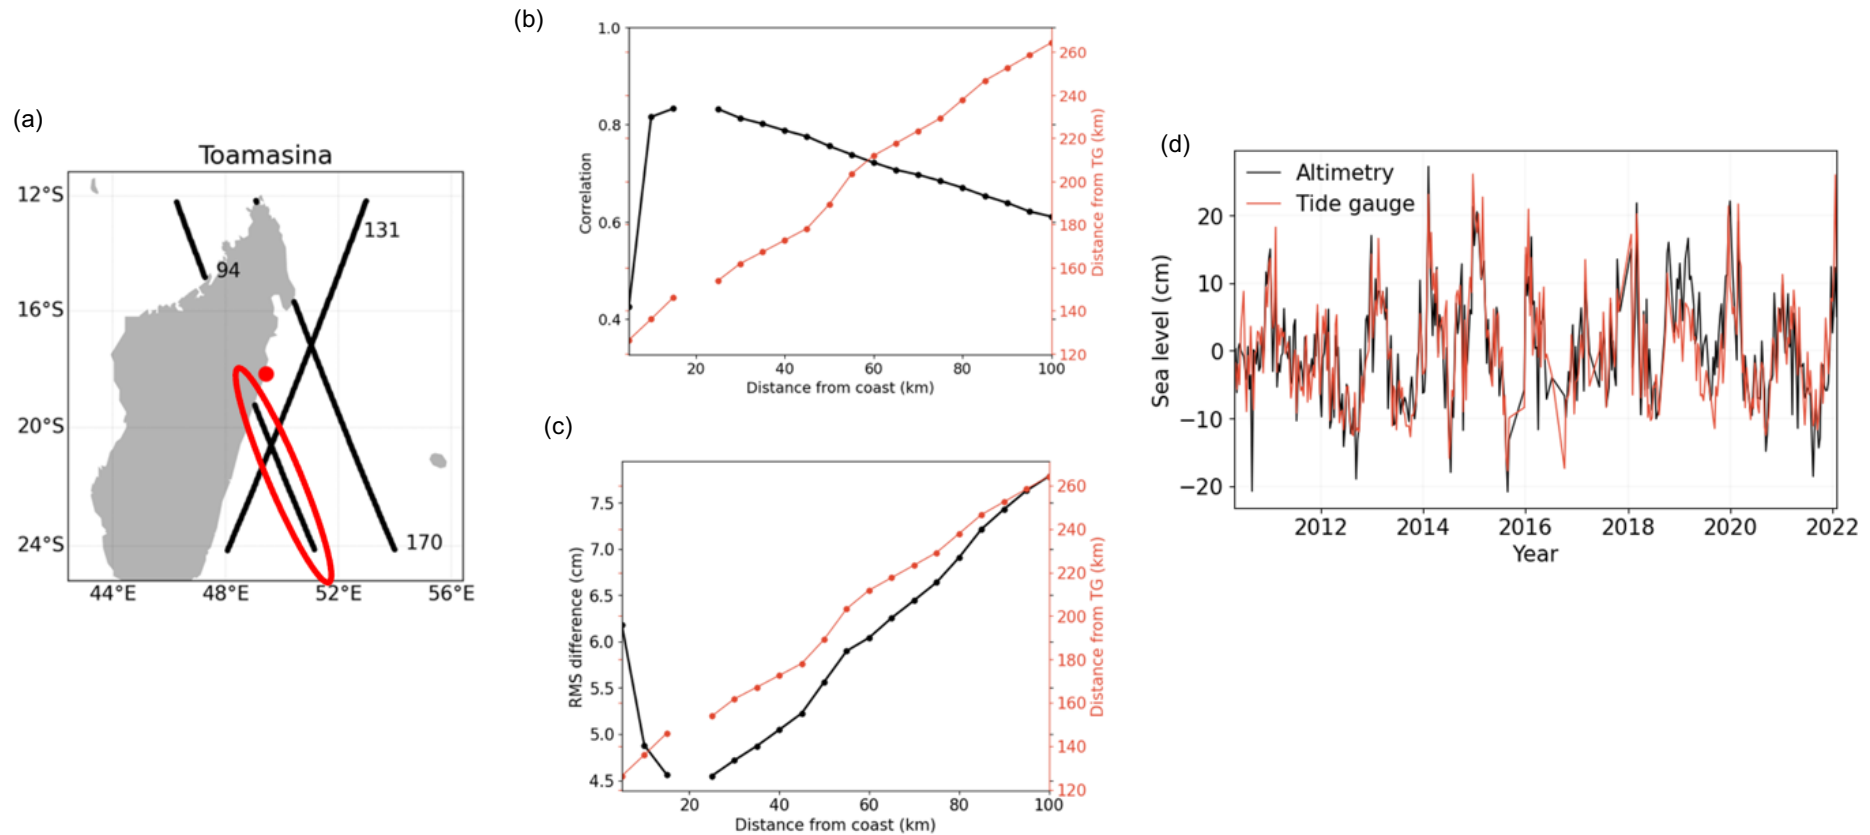 (a)
Toamasina
12°S
16°S
20°S
24°S
44°E
48°E
52°E
56°E
94
131
170
(b)
Correlation
1.0
0.8
0.6
0.4
20
40
60
80
100
Distance from coast (km)
260
240
220
200
180
160
140
120
Distance from TG (km)
(c)
RMS difference (cm)
7.5
7.0
6.5
6.0
5.5
5.0
4.5
20
40
60
80
100
Distance from coast (km)
260
240
220
200
180
160
140
120
Distance from TG (km)
(d)
Altimetry
Tide gauge
Sea level (cm)
20
10
0
−10
−20
2012
2014
2016
2018
2020
2022
Year